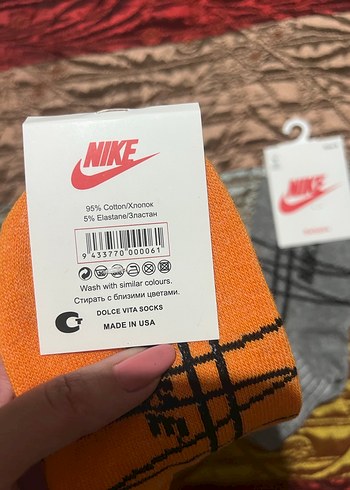 NIKE
95% Cotton/Хлопок
5% Elastane/Эластан
9 433770 000061
Wash with similar colours.
Стирать с близкими цветами.
DOLCE VITA SOCKS
MADE IN USA
NIKE